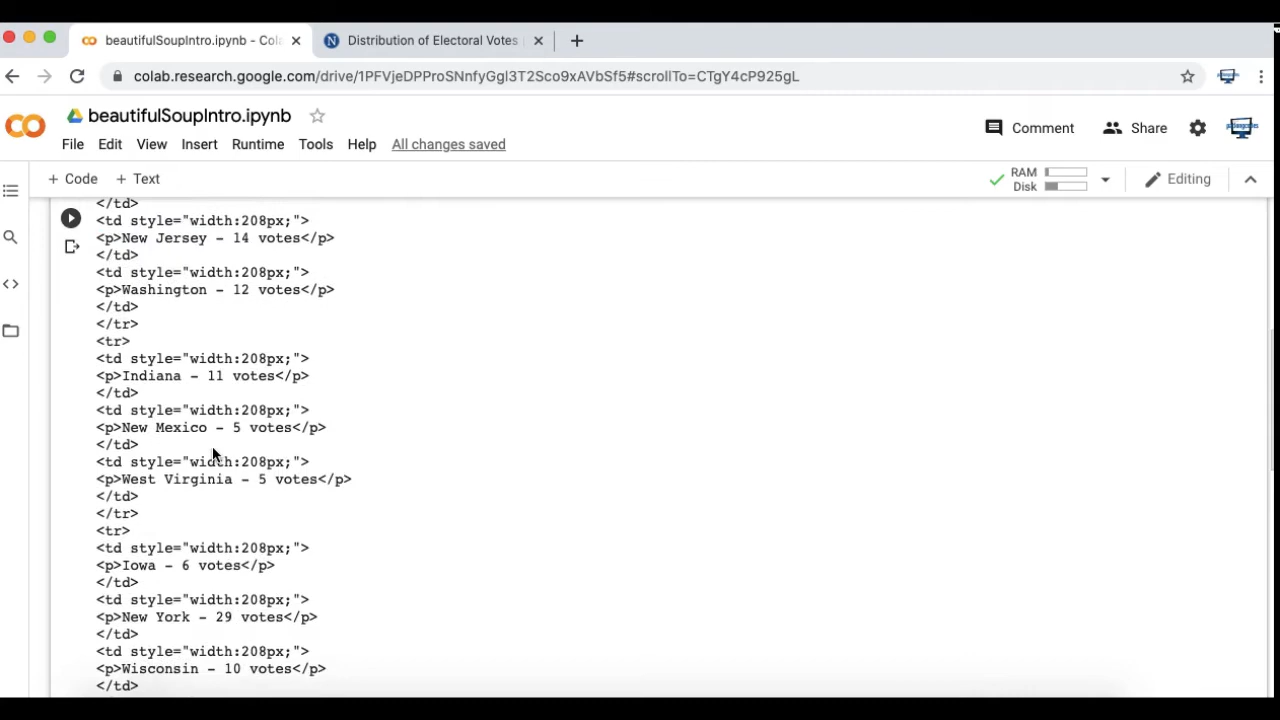 beautifulSoupIntro.ipynb - Cola
Distribution of Electoral Votes
colab.research.google.com/drive/1PFVjeDPProSNnfyGgI3T2Sco9xAVbSf5#scrollTo=CTgY4cP925gL
beautifulSoupIntro.ipynb
Comment
Share
File Edit View Insert Runtime Tools Help All changes saved
+ Code + Text
RAM
Disk
Editing
</td>
<td style="width:208px;">
<p>New Jersey - 14 votes</p>
</td>
<td style="width:208px;">
<p>Washington - 12 votes</p>
</td>
</tr>
<tr>
<td style="width:208px;">
<p>Indiana - 11 votes</p>
</td>
<td style="width:208px;">
<p>New Mexico - 5 votes</p>
</td>
<td style="width:208px;">
<p>West Virginia - 5 votes</p>
</td>
</tr>
<tr>
<td style="width:208px;">
<p>Iowa - 6 votes</p>
</td>
<td style="width:208px;">
<p>New York - 29 votes</p>
</td>
<td style="width:208px;">
<p>Wisconsin - 10 votes</p>
</td>